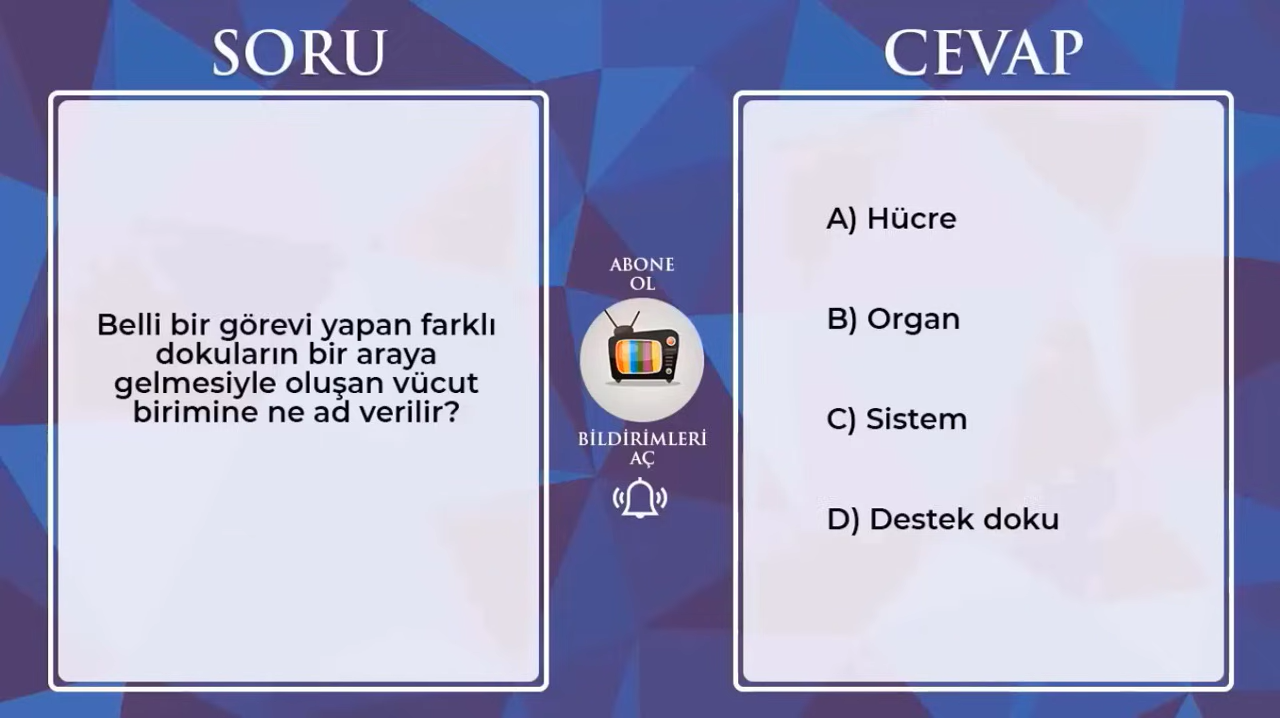 SORU
Belli bir görevi yapan farklı
dokuların bir araya
gelmesiyle oluşan vücut
birimine ne ad verilir?
ABONE
OL
BİLDİRİMLERİ
AÇ
CEVAP
A) Hücre
B) Organ
C) Sistem
D) Destek doku